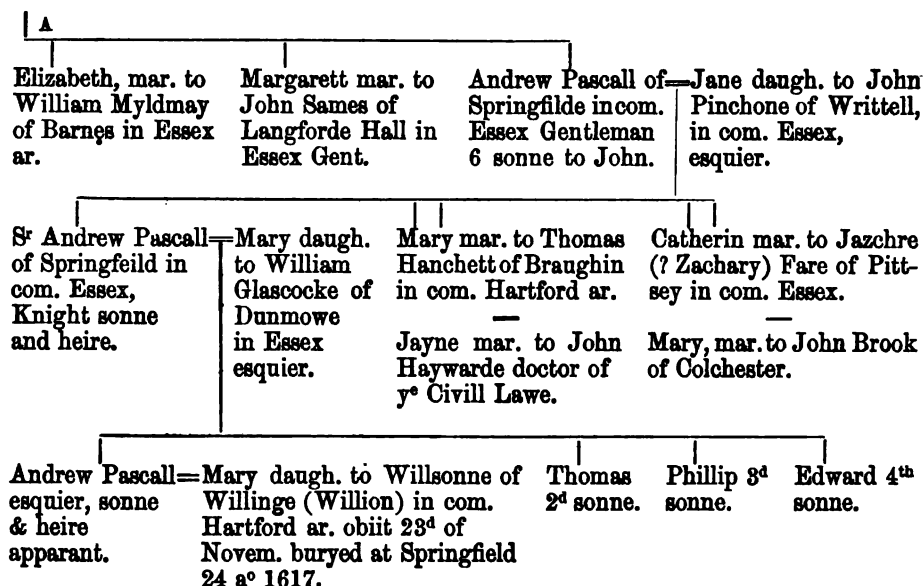 A
Elizabeth, mar. to
William Myldmay
of Barnes in Essex
ar.
Margarett mar. to
John Sames of
Langforde Hall in
Essex Gent.
Andrew Pascall of
Springfilde in com.
Essex Gentleman
6 sonne to John.
=Jane daugh. to John
Pinchone of Writtell,
in com. Essex,
esquier.
Sr Andrew Pascall=
of Springfeild in
com. Essex,
Knight sonne
and heire.
Mary daugh.
to William
Glascocke of
Dunmowe
in Essex
esquier.
Mary mar. to Thomas
Hanchett of Braughin
in com. Hartford ar.
—
Jayne mar. to John
Haywarde doctor of
ye Civill Lawe.
Catherin mar. to Jazchre
(? Zachary) Fare of Pitt-
sey in com. Essex.
—
Mary, mar. to John Brook
of Colchester.
Andrew Pascall=
esquier, sonne
& heire
apparant.
Mary daugh. to Willsonne of
Willinge (Willion) in com.
Hartford ar. obiit 23d of
Novem. buryed at Springfield
24 ao 1617.
Thomas
2d sonne.
Phillip 3d
sonne.
Edward 4th
sonne.